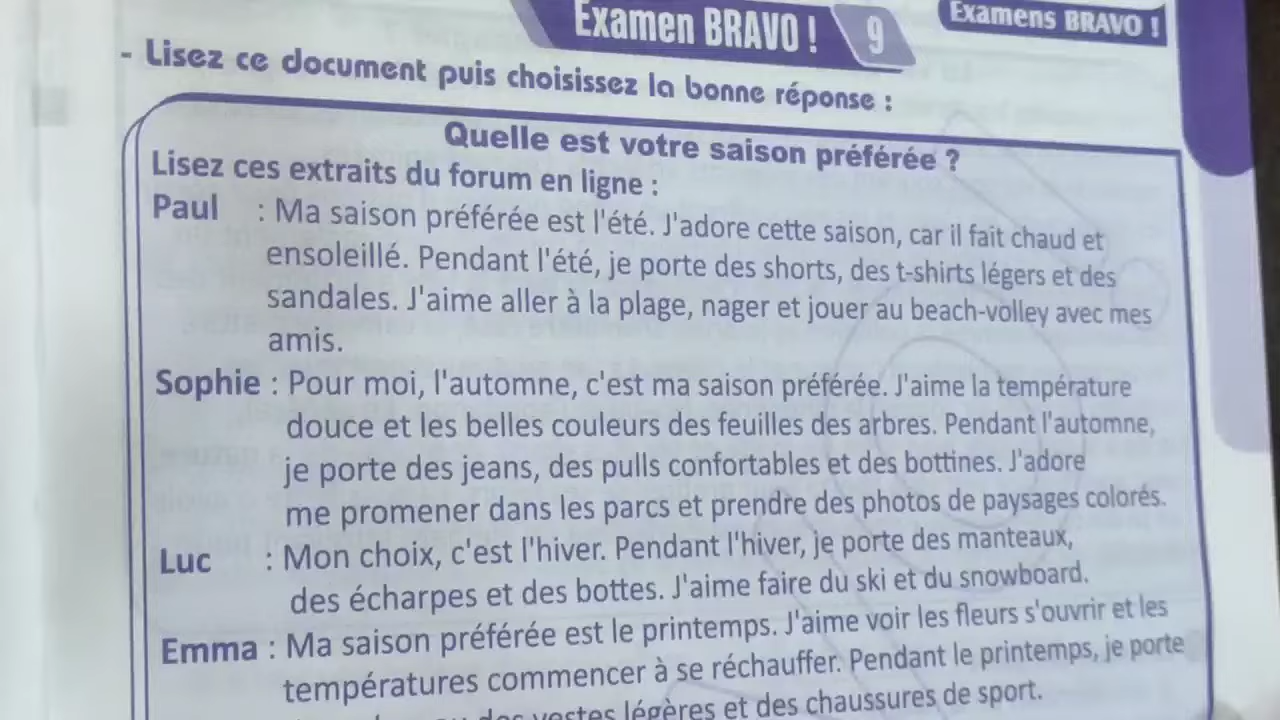 Examen BRAVO ! 9
Examens BRAVO !
- Lisez ce document puis choisissez la bonne réponse :
Quelle est votre saison préférée ?
Lisez ces extraits du forum en ligne :
Paul : Ma saison préférée est l'été. J'adore cette saison, car il fait chaud et
ensoleillé. Pendant l'été, je porte des shorts, des t-shirts légers et des
sandales. J'aime aller à la plage, nager et jouer au beach-volley avec mes
amis.
Sophie : Pour moi, l'automne, c'est ma saison préférée. J'aime la température
douce et les belles couleurs des feuilles des arbres. Pendant l'automne,
je porte des jeans, des pulls confortables et des bottines. J'adore
me promener dans les parcs et prendre des photos de paysages colorés.
Luc : Mon choix, c'est l'hiver. Pendant l'hiver, je porte des manteaux,
des écharpes et des bottes. J'aime faire du ski et du snowboard.
Emma : Ma saison préférée est le printemps. J'aime voir les fleurs s'ouvrir et les
températures commencer à se réchauffer. Pendant le printemps, je porte
des vestes légères et des chaussures de sport.